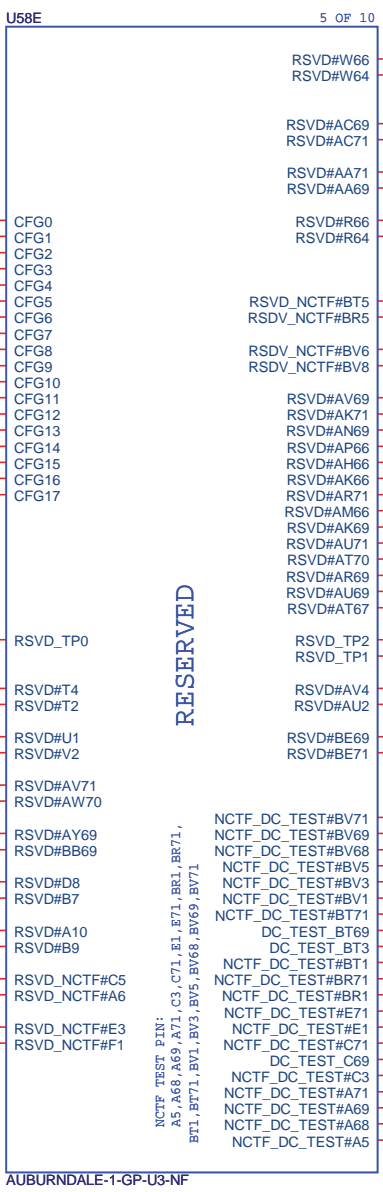 U58E
5 OF 10
RSVD#W66
RSVD#W64
RSVD#AC69
RSVD#AC71
RSVD#AA71
RSVD#AA69
CFG0
RSVD#R66
CFG1
RSVD#R64
CFG2
CFG3
CFG4
CFG5
RSVD_NCTF#BT5
CFG6
RSDV_NCTF#BR5
CFG7
CFG8
RSDV_NCTF#BV6
CFG9
RSDV_NCTF#BV8
CFG10
CFG11
RSVD#AV69
CFG12
RSVD#AK71
CFG13
RSVD#AN69
CFG14
RSVD#AP66
CFG15
RSVD#AH66
CFG16
RSVD#AK66
CFG17
RSVD#AR71
RSVD#AM66
RSVD#AK69
RSVD#AU71
RSVD#AT70
RSVD#AR69
RSVD#AU69
RSVD#AT67
RESERVED
RSVD_TP0
RSVD_TP2
RSVD_TP1
RSVD#T4
RSVD#AV4
RSVD#T2
RSVD#AU2
RSVD#U1
RSVD#BE69
RSVD#V2
RSVD#BE71
RSVD#AV71
RSVD#AW70
NCTF_DC_TEST#BV71
RSVD#AY69
NCTF_DC_TEST#BV69
RSVD#BB69
NCTF_DC_TEST#BV68
NCTF_DC_TEST#BV5
RSVD#D8
NCTF_DC_TEST#BV3
RSVD#B7
NCTF_DC_TEST#BV1
NCTF_DC_TEST#BT71
RSVD#A10
DC_TEST_BT69
RSVD#B9
DC_TEST_BT3
NCTF_DC_TEST#BT1
RSVD_NCTF#C5
NCTF_DC_TEST#BR71
RSVD_NCTF#A6
NCTF_DC_TEST#BR1
NCTF_DC_TEST#E71
RSVD_NCTF#E3
NCTF_DC_TEST#E1
RSVD_NCTF#F1
NCTF_DC_TEST#C71
DC_TEST_C69
NCTF_DC_TEST#C3
NCTF_DC_TEST#A71
NCTF_DC_TEST#A69
NCTF_DC_TEST#A68
NCTF_DC_TEST#A5
NCTF TEST PIN:
A5,A68,A69,A71,C3,C71,E1,E71,BR1,BR71,
BT1,BT71,BV1,BV3,BV5,BV68,BV69,BV71
AUBURNDALE-1-GP-U3-NF